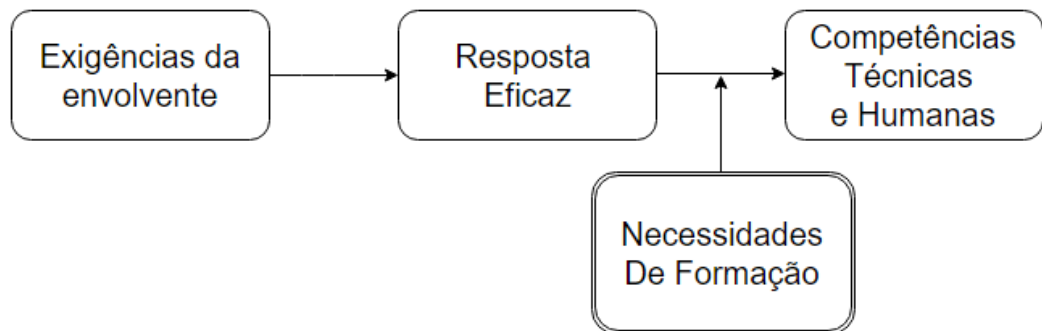 Exigências da
envolvente
Resposta
Eficaz
Competências
Técnicas
e Humanas
Necessidades
De Formação